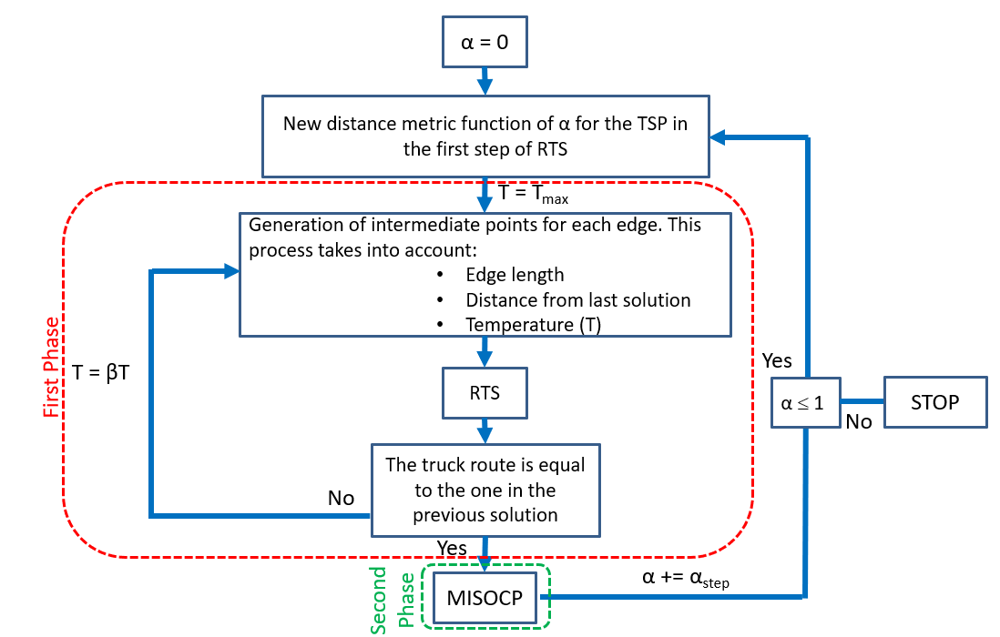 α = 0
New distance metric function of α for the TSP in
the first step of RTS
T = Tmax
Generation of intermediate points for each edge. This
process takes into account:
• Edge length
• Distance from last solution
• Temperature (T)
First Phase
T = βT
RTS
Yes
α ≤ 1
No
STOP
The truck route is equal
to the one in the
previous solution
No
Yes
Second
Phase
MISOCP
α += αstep